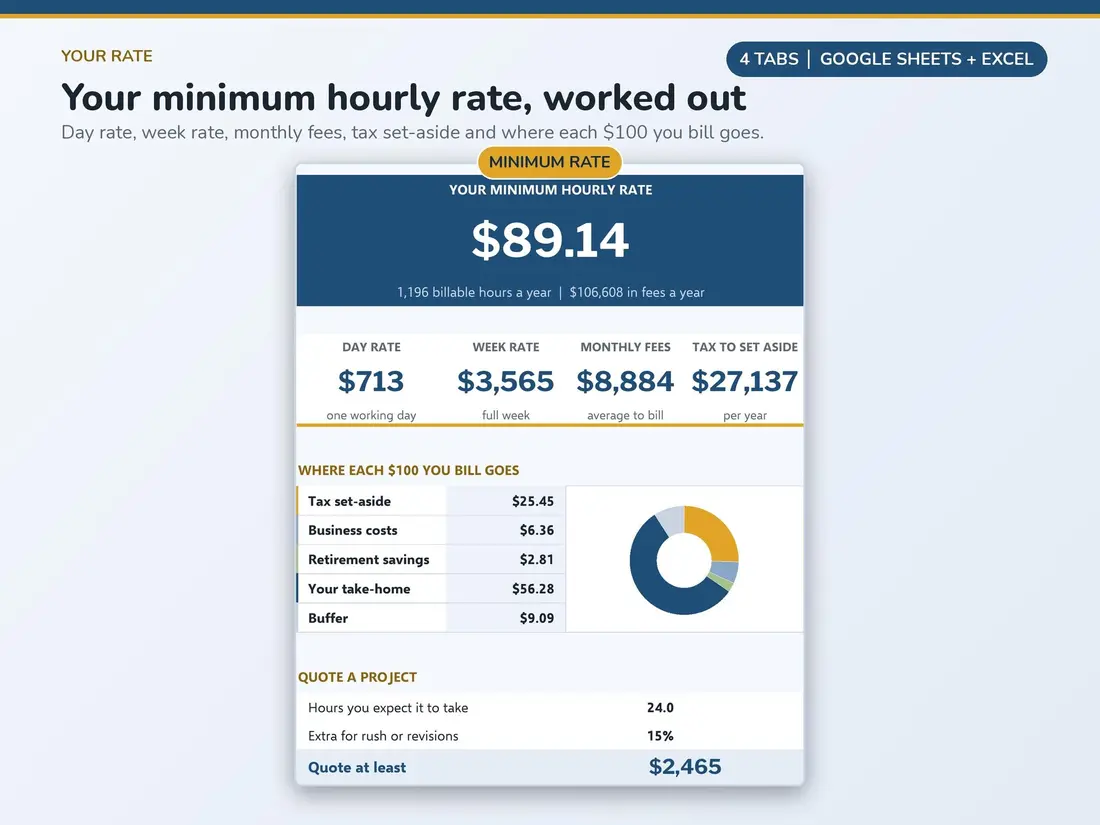 YOUR RATE
4 TABS | GOOGLE SHEETS + EXCEL
Your minimum hourly rate, worked out
Day rate, week rate, monthly fees, tax set-aside and where each $100 you bill goes.
MINIMUM RATE
YOUR MINIMUM HOURLY RATE
$89.14
1,196 billable hours a year | $106,608 in fees a year
DAY RATE WEEK RATE MONTHLY FEES TAX TO SET ASIDE
$713 $3,565 $8,884 $27,137
one working day full week average to bill per year
WHERE EACH $100 YOU BILL GOES
Tax set-aside $25.45
Business costs $6.36
Retirement savings $2.81
Your take-home $56.28
Buffer $9.09
QUOTE A PROJECT
Hours you expect it to take 24.0
Extra for rush or revisions 15%
Quote at least $2,465